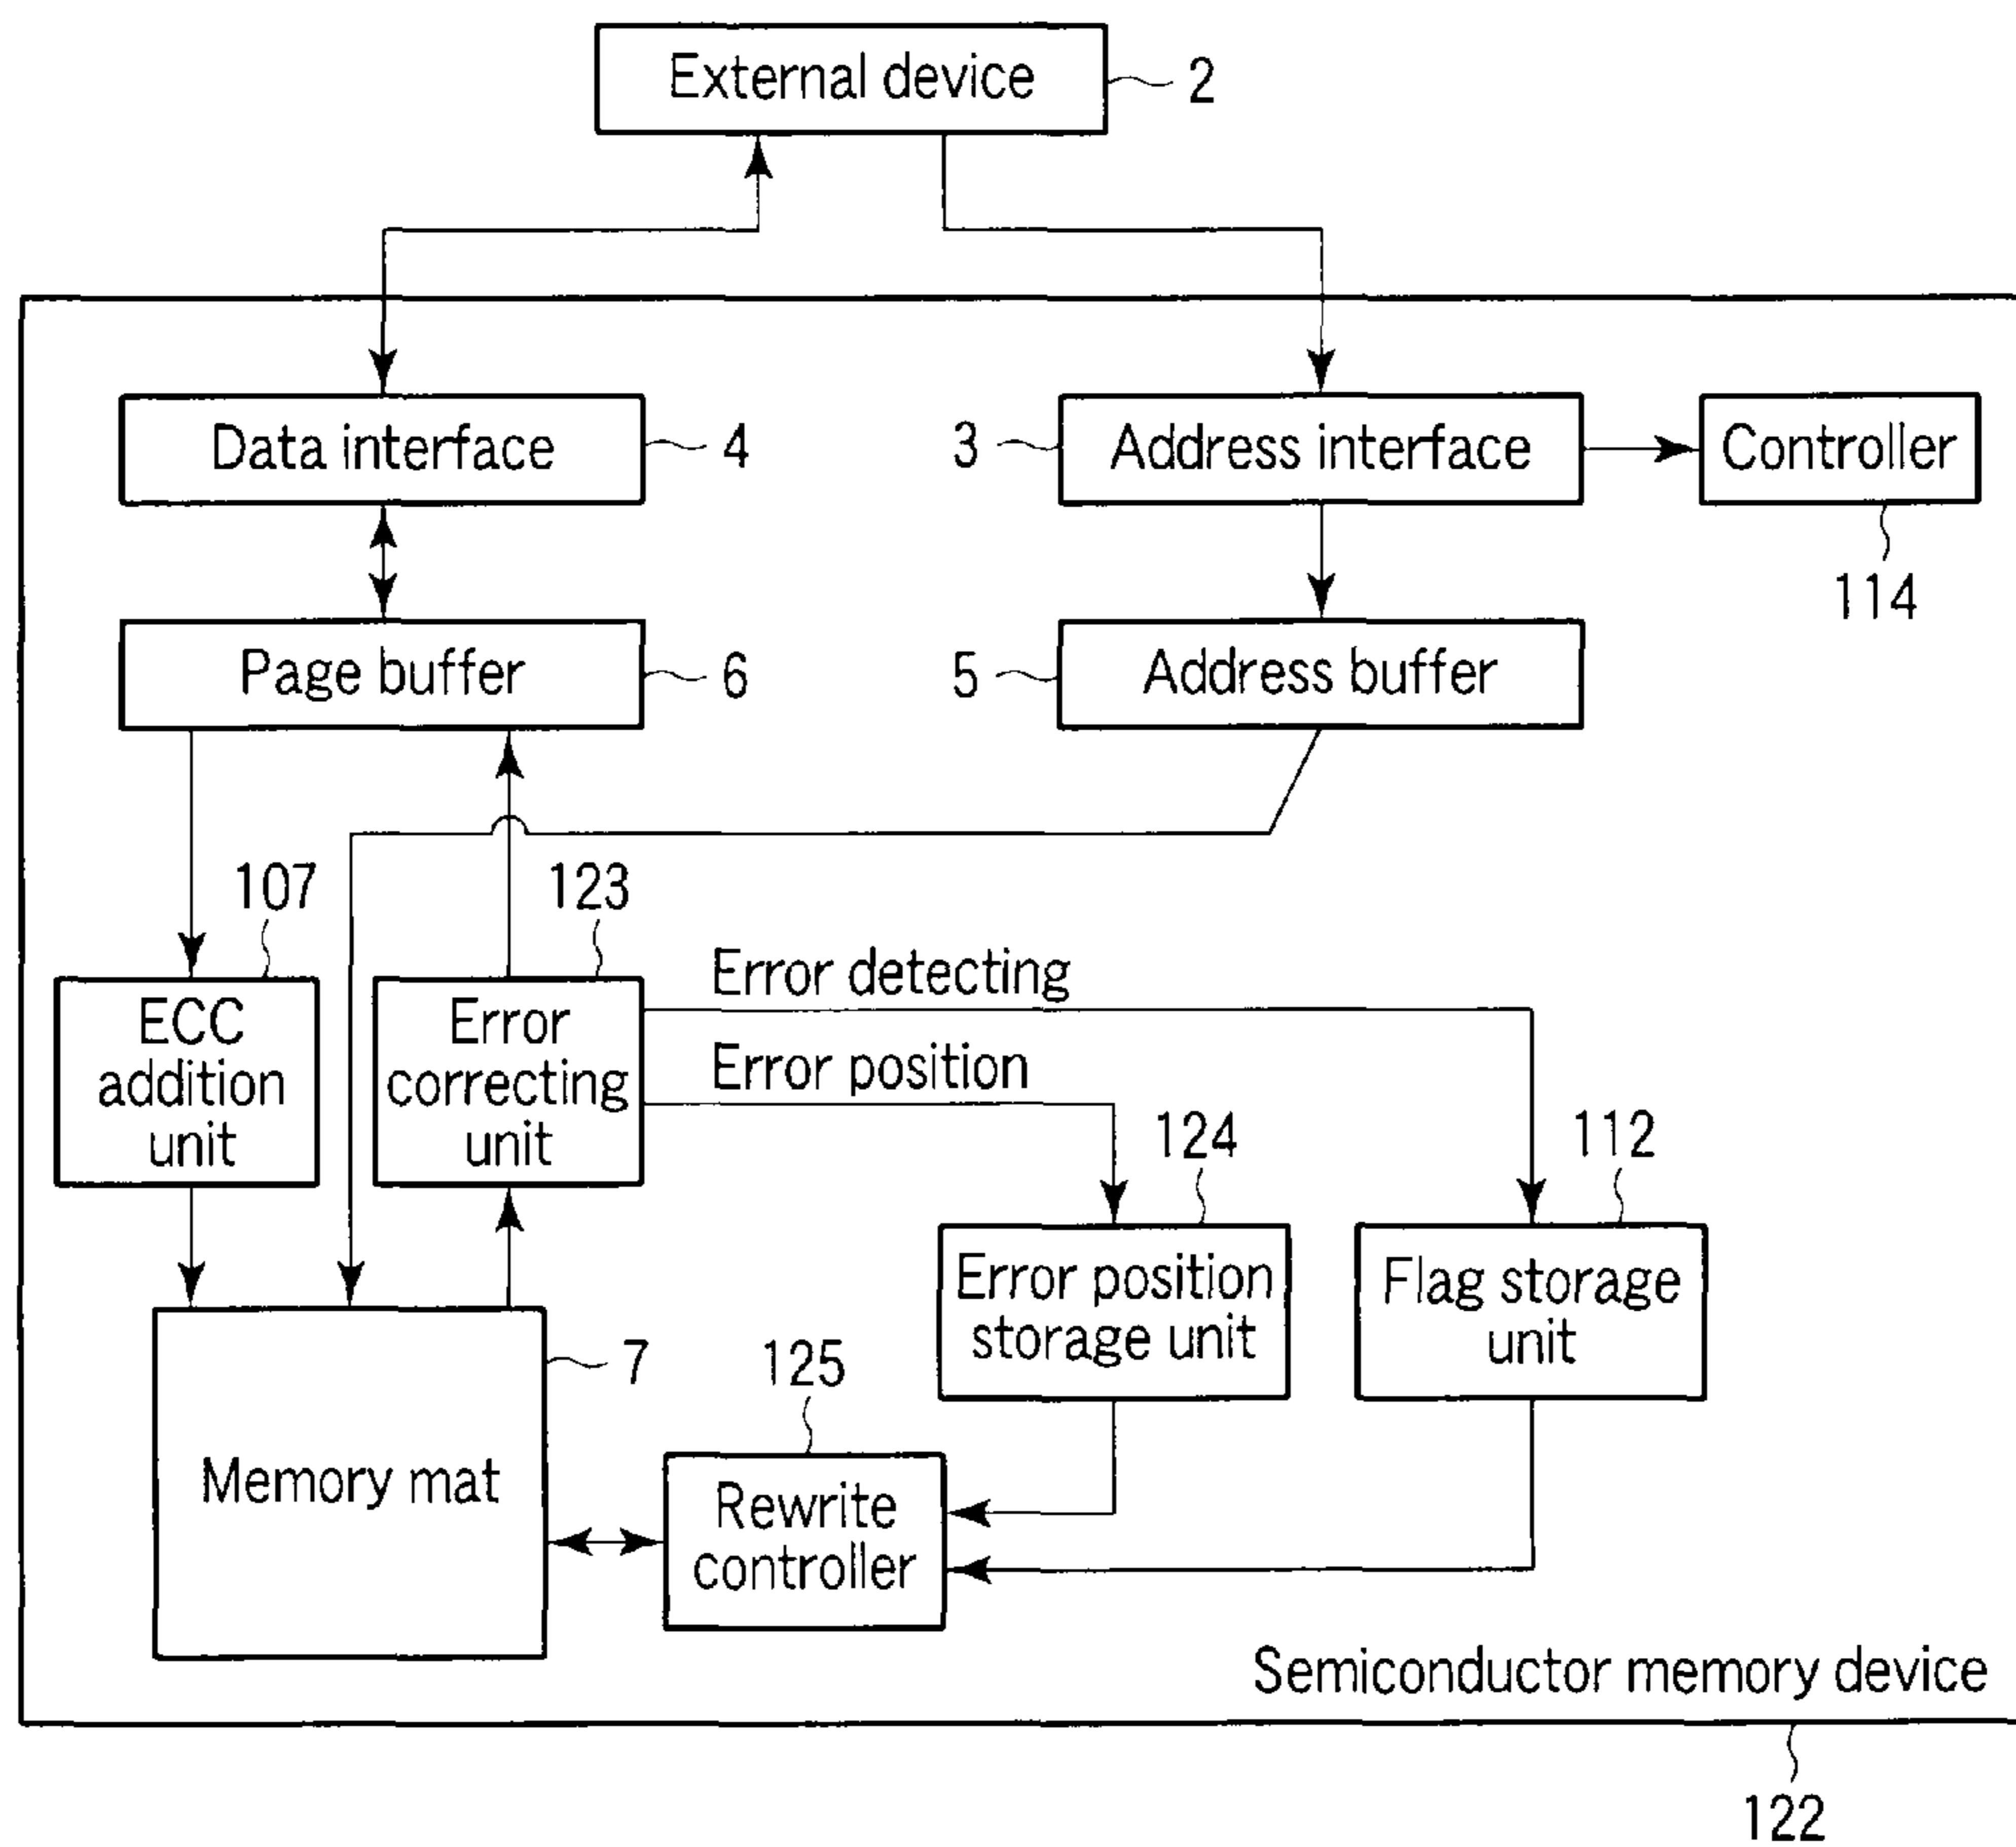 External device
2
Data interface
4
3
Address interface
Controller
114
Page buffer
6
5
Address buffer
107
123
ECC
addition
unit
Error
correcting
unit
Error detecting
Error position
124
112
Error position
storage unit
Flag storage
unit
7
125
Memory mat
Rewrite
controller
Semiconductor memory device
122